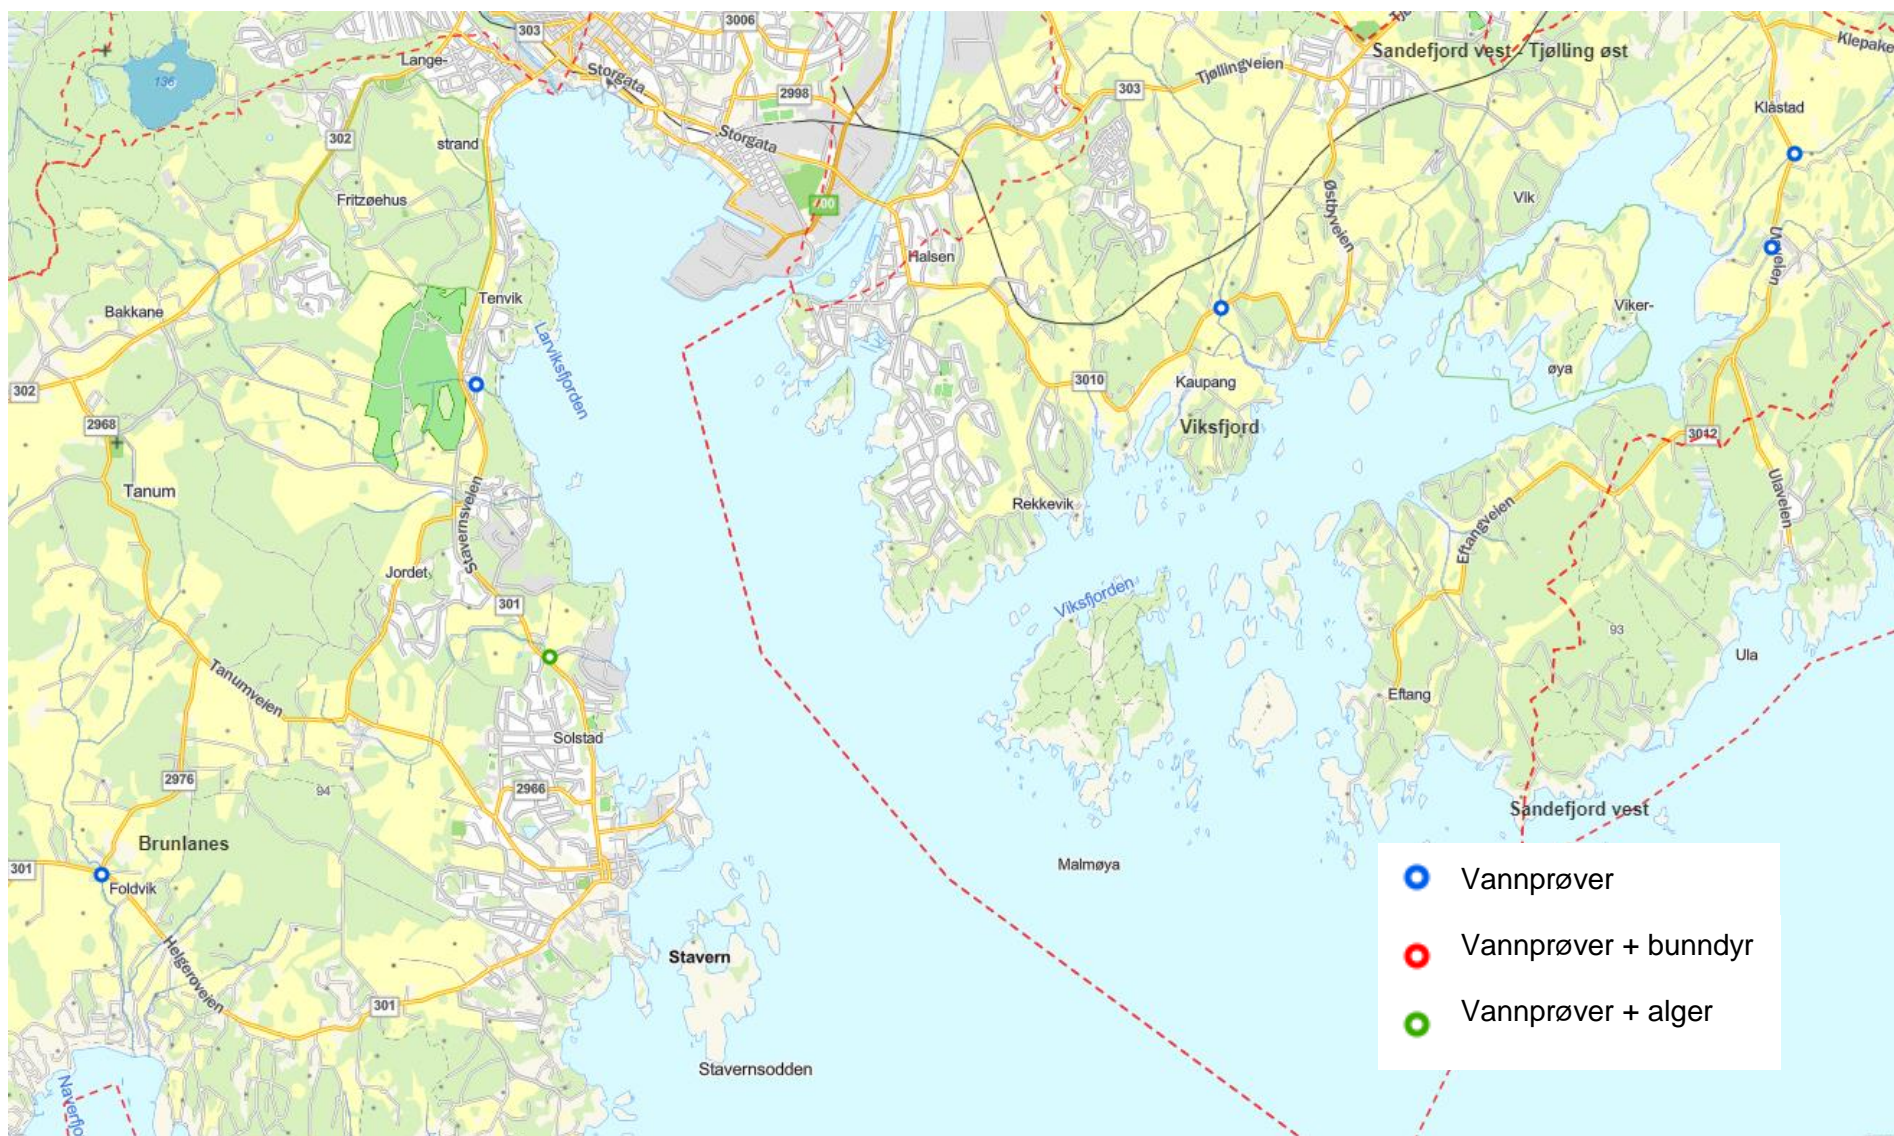 303
3006
Sandefjord vest - Tjølling øst
Klepake
Lange-
136
Storgata
Tjøllingveien
2998
303
Klåstad
302
strand
Storgata
Østbyveien
Vik
Fritzøehus
Halsen
Tenvik
Viker-
Bakkane
Larviksfjorden
øya
302
3010
Kaupang
2968
Viksfjord
3012
Tanum
Stavernsveien
Rekkevik
Eftangveien
Ulaveien
Jordet
301
Viksfjorden
93
Ula
Tanumveien
Eftang
Solstad
2976
94
2966
Sandefjord vest
Brunlanes
301
Foldvik
Malmøya
Vannprøver
Helgeroveien
Stavern
Vannprøver + bunndyr
301
Vannprøver + alger
Stavernsodden
Naverfjo